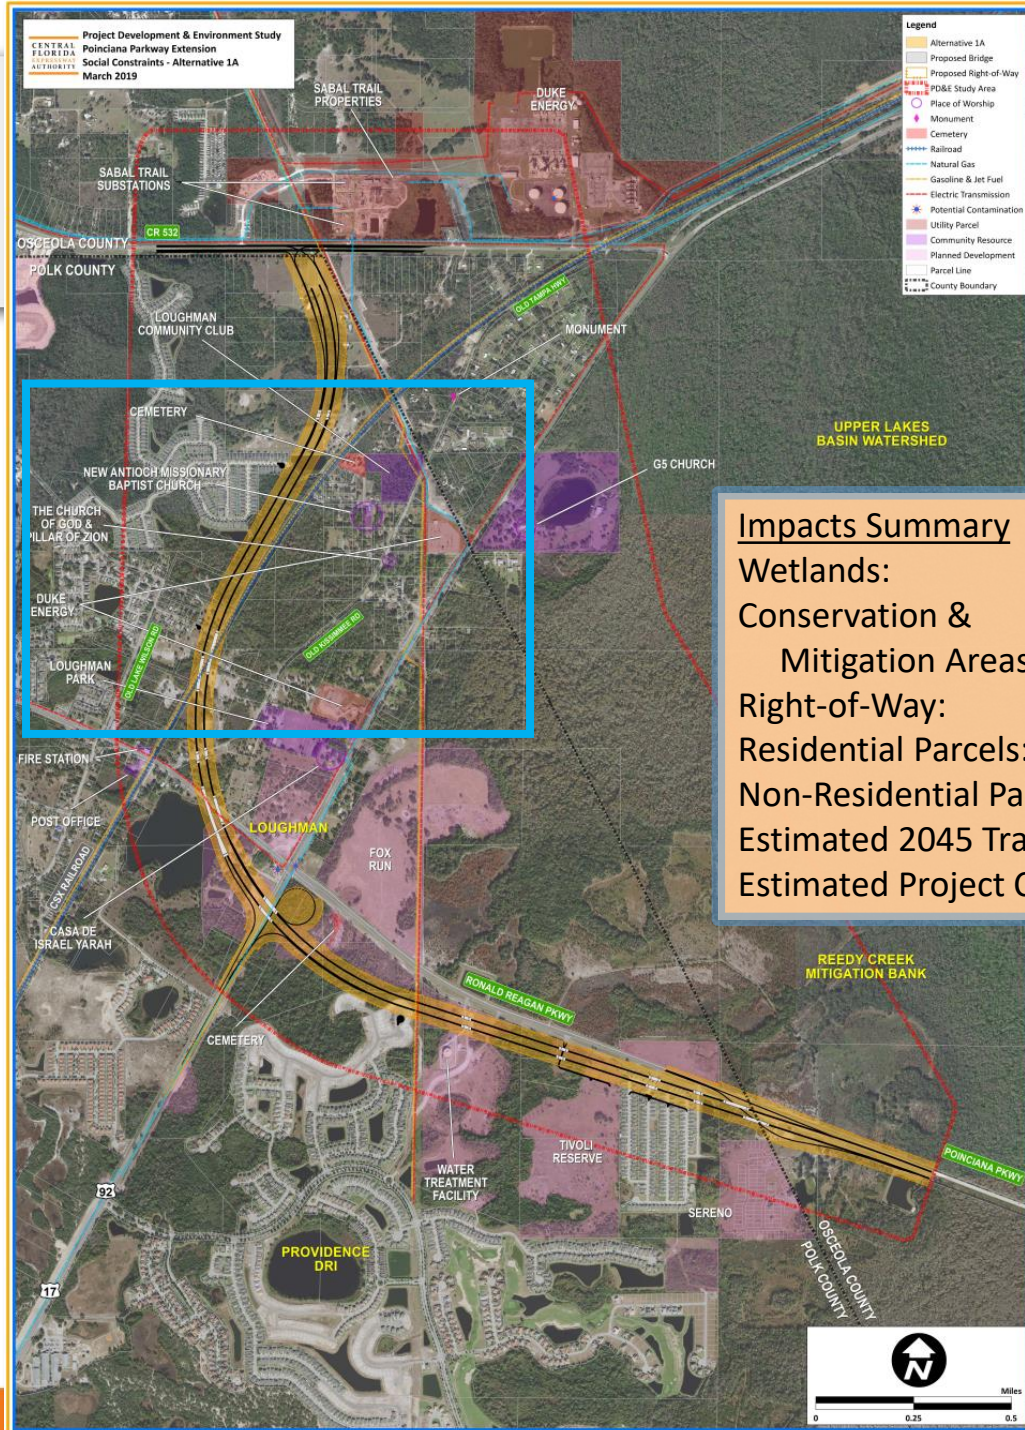 CENTRAL
FLORIDA
EXPRESSWAY
AUTHORITY
Project Development & Environment Study
Poinciana Parkway Extension
Social Constraints - Alternative 1A
March 2019
Legend
Alternative 1A
Proposed Bridge
Proposed Right-of-Way
PD&E Study Area
Place of Worship
Monument
Cemetery
Railroad
Natural Gas
Gasoline & Jet Fuel
Electric Transmission
Potential Contamination
Utility Parcel
Community Resource
Planned Development
Parcel Line
County Boundary
SABAL TRAIL
PROPERTIES
DUKE
ENERGY
SABAL TRAIL
SUBSTATIONS
CR 532
OSCEOLA COUNTY
POLK COUNTY
OLD TAMPA HWY
LOUGHMAN
COMMUNITY CLUB
MONUMENT
CEMETERY
UPPER LAKES
BASIN WATERSHED
NEW ANTIOCH MISSIONARY
BAPTIST CHURCH
G5 CHURCH
THE CHURCH
OF GOD &
PILLAR OF ZION
DUKE
ENERGY
OLD KISSIMMEE RD
OLD LAKE WILSON RD
LOUGHMAN
PARK
Impacts Summary
Wetlands:
Conservation &
Mitigation Areas
Right-of-Way:
Residential Parcels:
Non-Residential Pa
Estimated 2045 Tra
Estimated Project C
FIRE STATION
POST OFFICE
LOUGHMAN
FOX
RUN
CSX RAILROAD
CASA DE
ISRAEL YARAH
REEDY CREEK
MITIGATION BANK
RONALD REAGAN PKWY
CEMETERY
TIVOLI
RESERVE
POINCIANA PKWY
WATER
TREATMENT
FACILITY
SERENO
92
OSCEOLA COUNTY
POLK COUNTY
PROVIDENCE
DRI
17
N
Miles
0
0.25
0.5